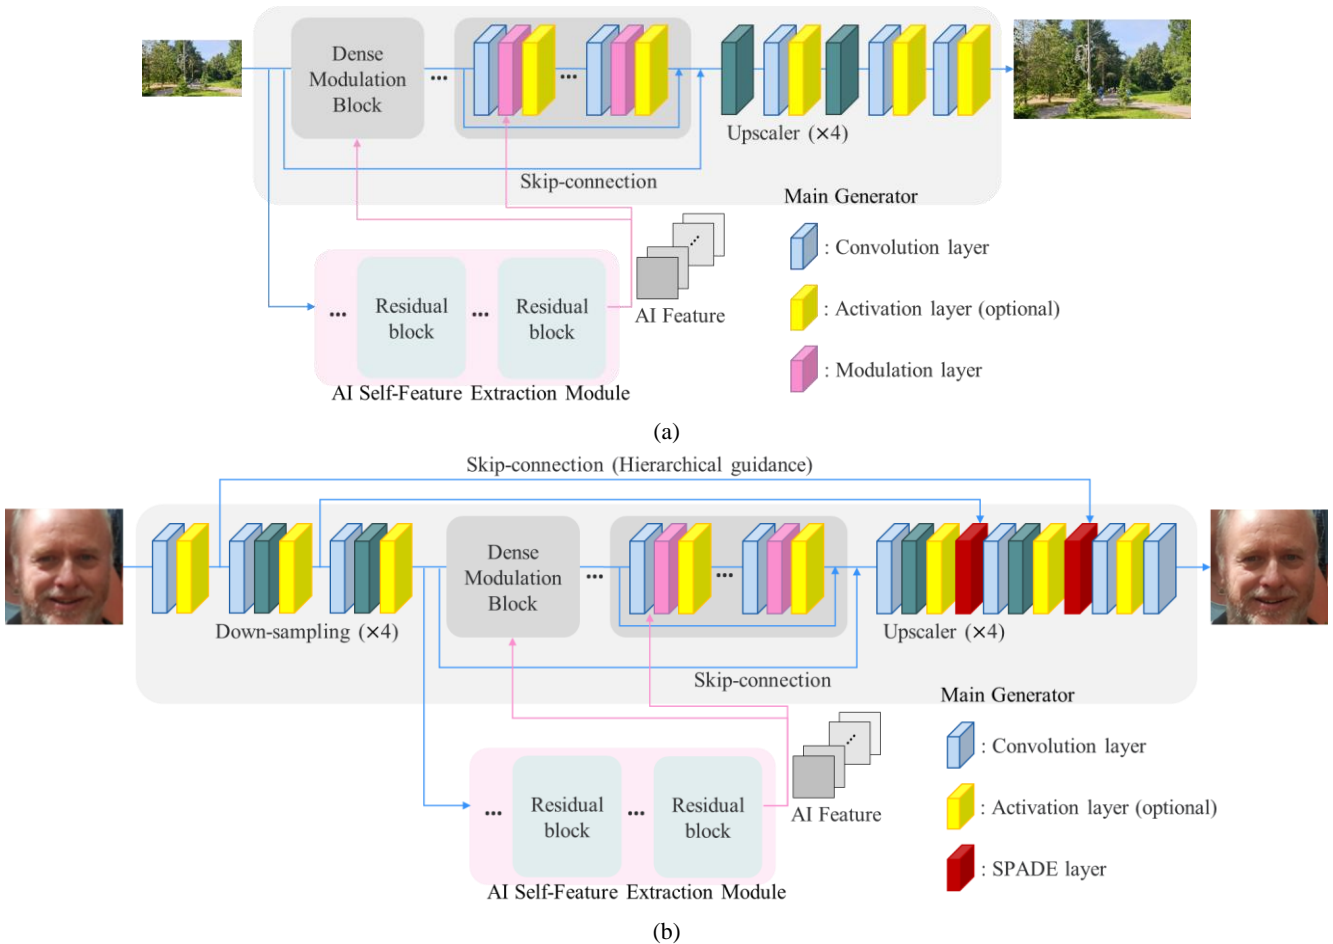 Dense
Modulation
Block
...
...
Upscaler (×4)
Skip-connection
Main Generator
: Convolution layer
: Activation layer (optional)
: Modulation layer
...
Residual
block
...
Residual
block
AI Feature
AI Self-Feature Extraction Module
(a)
Skip-connection (Hierarchical guidance)
Dense
Modulation
Block
...
...
Down-sampling (×4)
Upscaler (×4)
Skip-connection
Main Generator
: Convolution layer
: Activation layer (optional)
: SPADE layer
...
Residual
block
...
Residual
block
AI Feature
AI Self-Feature Extraction Module
(b)